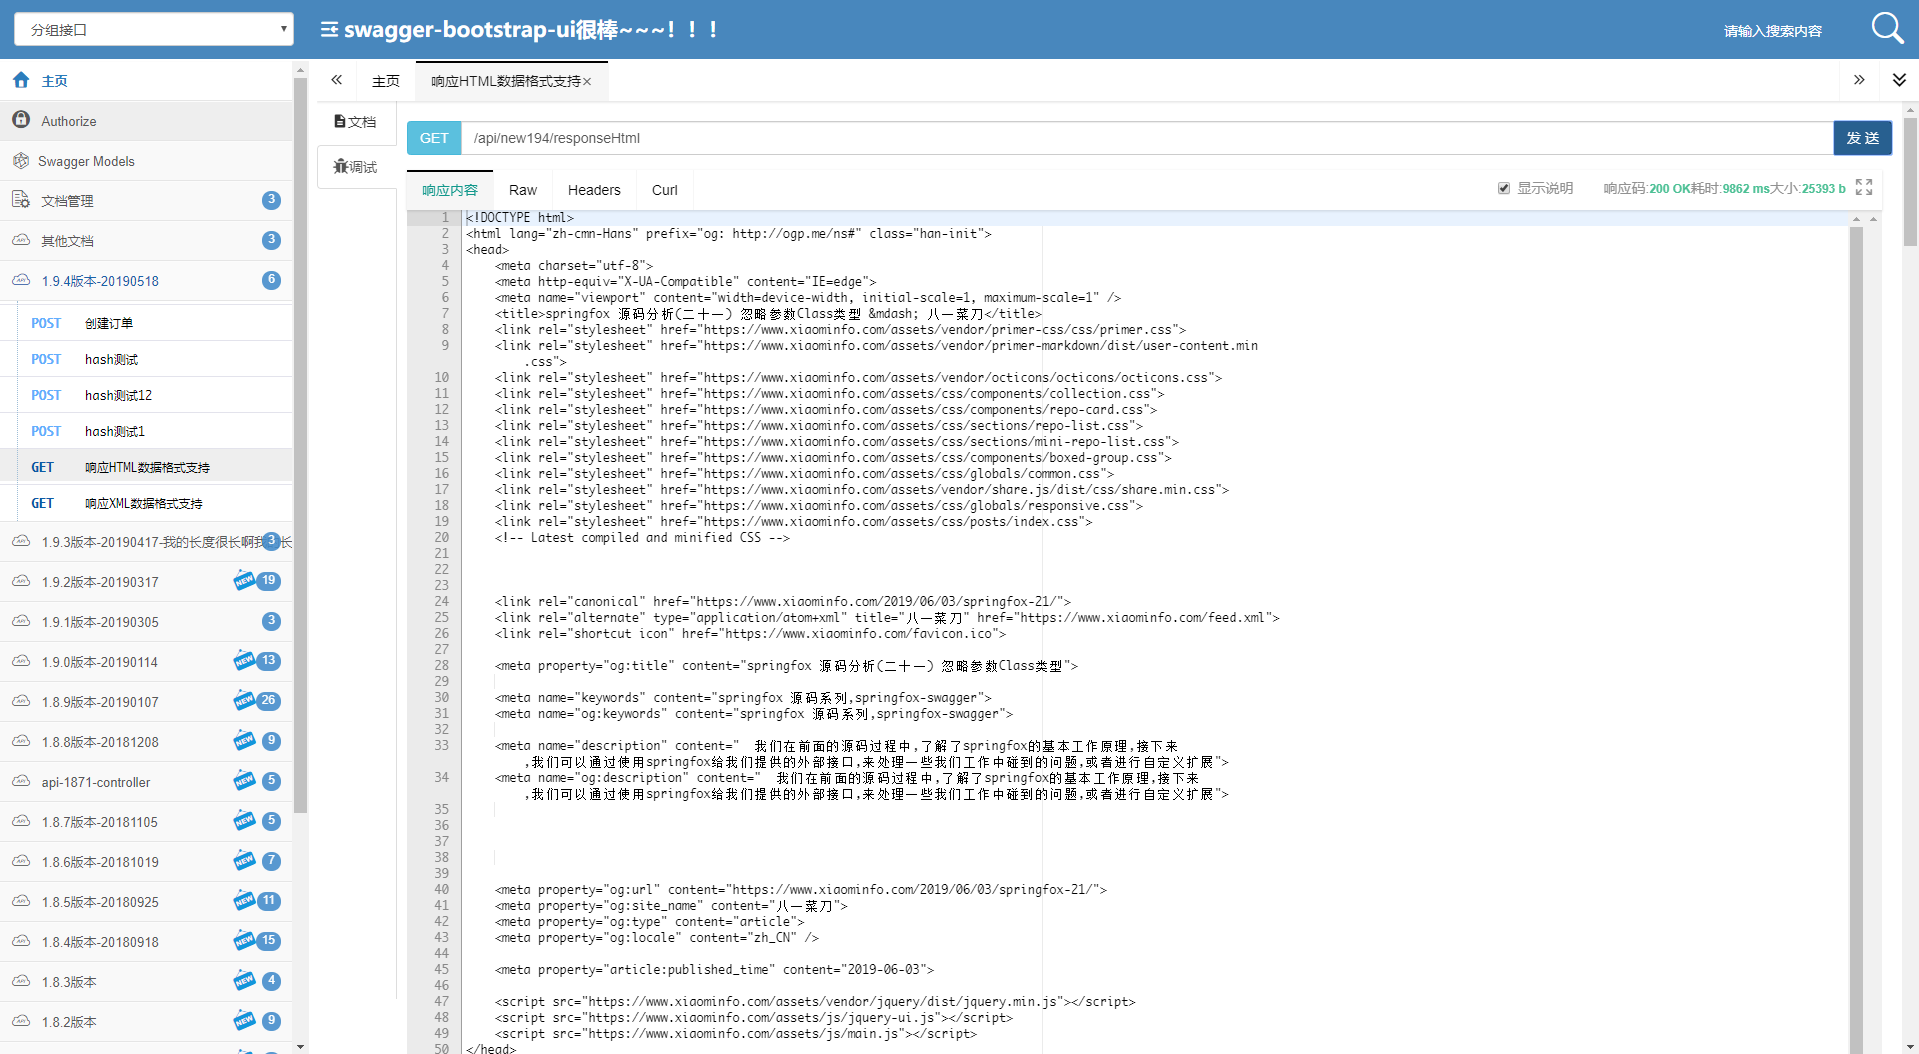 分组接口
swagger-bootstrap-ui很棒~~~！！！
请输入搜索内容
主页
Authorize
Swagger Models
文档管理 3
其他文档 3
1.9.4版本-20190518 6
POST 创建订单
POST hash测试
POST hash测试12
POST hash测试1
GET 响应HTML数据格式支持
GET 响应XML数据格式支持
1.9.3版本-20190417-我的长度很长啊我 3 长
1.9.2版本-20190317 NEW 19
1.9.1版本-20190305 3
1.9.0版本-20190114 NEW 13
1.8.9版本-20190107 NEW 26
1.8.8版本-20181208 NEW 9
api-1871-controller NEW 5
1.8.7版本-20181105 NEW 5
1.8.6版本-20181019 NEW 7
1.8.5版本-20180925 NEW 11
1.8.4版本-20180918 NEW 15
1.8.3版本 NEW 4
1.8.2版本 NEW 9
主页 响应HTML数据格式支持×
文档
调试
GET /api/new194/responseHtml 发 送
响应内容 Raw Headers Curl 显示说明 响应码:200 OK耗时:9862 ms大小:25393 b
1 <!DOCTYPE html>
2 <html lang="zh-cmn-Hans" prefix="og: http://ogp.me/ns#" class="han-init">
3 <head>
4 <meta charset="utf-8">
5 <meta http-equiv="X-UA-Compatible" content="IE=edge">
6 <meta name="viewport" content="width=device-width, initial-scale=1, maximum-scale=1" />
7 <title>springfox 源码分析(二十一) 忽略参数Class类型 &mdash; 八一菜刀</title>
8 <link rel="stylesheet" href="https://www.xiaominfo.com/assets/vendor/primer-css/css/primer.css">
9 <link rel="stylesheet" href="https://www.xiaominfo.com/assets/vendor/primer-markdown/dist/user-content.min
.css">
10 <link rel="stylesheet" href="https://www.xiaominfo.com/assets/vendor/octicons/octicons/octicons.css">
11 <link rel="stylesheet" href="https://www.xiaominfo.com/assets/css/components/collection.css">
12 <link rel="stylesheet" href="https://www.xiaominfo.com/assets/css/components/repo-card.css">
13 <link rel="stylesheet" href="https://www.xiaominfo.com/assets/css/sections/repo-list.css">
14 <link rel="stylesheet" href="https://www.xiaominfo.com/assets/css/sections/mini-repo-list.css">
15 <link rel="stylesheet" href="https://www.xiaominfo.com/assets/css/components/boxed-group.css">
16 <link rel="stylesheet" href="https://www.xiaominfo.com/assets/css/globals/common.css">
17 <link rel="stylesheet" href="https://www.xiaominfo.com/assets/vendor/share.js/dist/css/share.min.css">
18 <link rel="stylesheet" href="https://www.xiaominfo.com/assets/css/globals/responsive.css">
19 <link rel="stylesheet" href="https://www.xiaominfo.com/assets/css/posts/index.css">
20 <!-- Latest compiled and minified CSS -->
21
22
23
24 <link rel="canonical" href="https://www.xiaominfo.com/2019/06/03/springfox-21/">
25 <link rel="alternate" type="application/atom+xml" title="八一菜刀" href="https://www.xiaominfo.com/feed.xml">
26 <link rel="shortcut icon" href="https://www.xiaominfo.com/favicon.ico">
27
28 <meta property="og:title" content="springfox 源码分析(二十一) 忽略参数Class类型">
29
30 <meta name="keywords" content="springfox 源码系列,springfox-swagger">
31 <meta name="og:keywords" content="springfox 源码系列,springfox-swagger">
32
33 <meta name="description" content=" 我们在前面的源码过程中,了解了springfox的基本工作原理,接下来
,我们可以通过使用springfox给我们提供的外部接口,来处理一些我们工作中碰到的问题,或者进行自定义扩展">
34 <meta name="og:description" content=" 我们在前面的源码过程中,了解了springfox的基本工作原理,接下来
,我们可以通过使用springfox给我们提供的外部接口,来处理一些我们工作中碰到的问题,或者进行自定义扩展">
35
36
37
38
39
40 <meta property="og:url" content="https://www.xiaominfo.com/2019/06/03/springfox-21/">
41 <meta property="og:site_name" content="八一菜刀">
42 <meta property="og:type" content="article">
43 <meta property="og:locale" content="zh_CN" />
44
45 <meta property="article:published_time" content="2019-06-03">
46
47 <script src="https://www.xiaominfo.com/assets/vendor/jquery/dist/jquery.min.js"></script>
48 <script src="https://www.xiaominfo.com/assets/js/jquery-ui.js"></script>
49 <script src="https://www.xiaominfo.com/assets/js/main.js"></script>
50 </head>